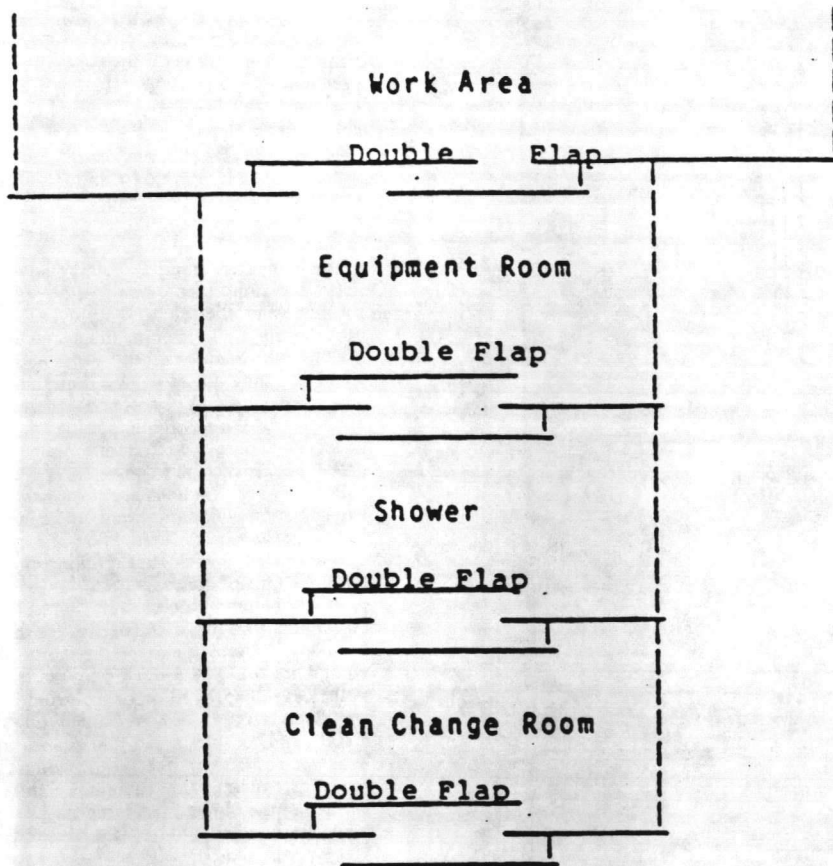 Work Area
Double Flap
Equipment Room
Double Flap
Shower
Double Flap
Clean Change Room
Double Flap